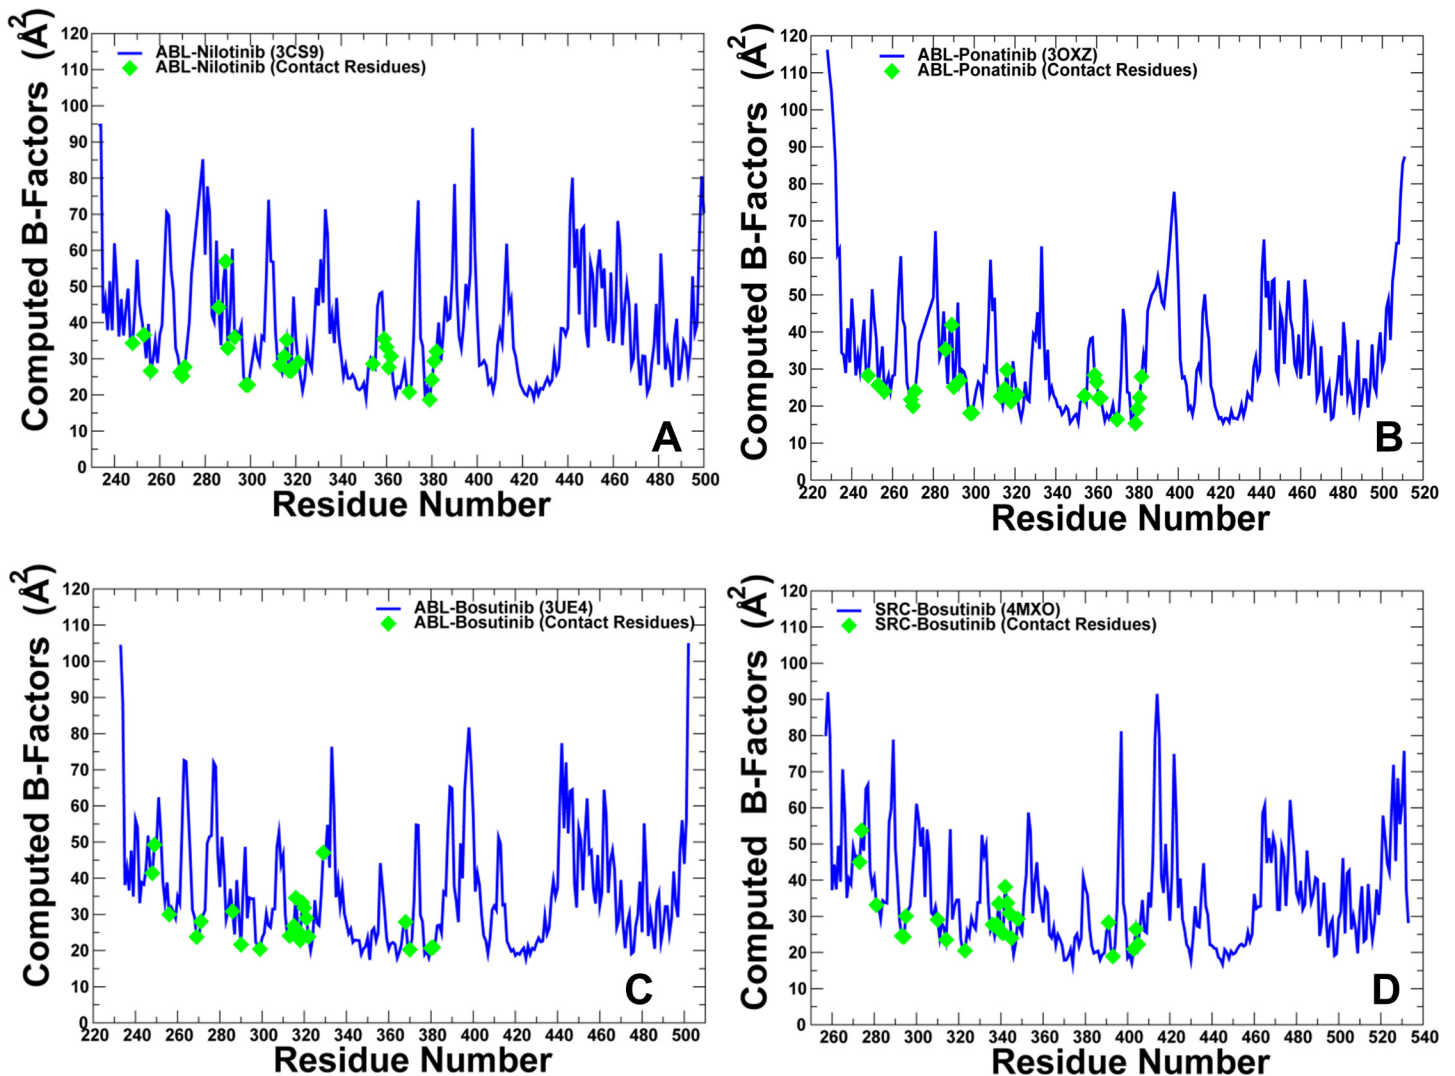 Computed B-Factors (Å2)
120
110
100
90
80
70
60
50
40
30
20
10
0
ABL-Nilotinib (3CS9)
ABL-Nilotinib (Contact Residues)
A
240 260 280 300 320 340 360 380 400 420 440 460 480 500
Residue Number
Computed B-Factors (Å2)
120
110
100
90
80
70
60
50
40
30
20
10
0
ABL-Ponatinib (3OXZ)
ABL-Ponatinib (Contact Residues)
B
220 240 260 280 300 320 340 360 380 400 420 440 460 480 500 520
Residue Number
Computed B-Factors (Å2)
120
110
100
90
80
70
60
50
40
30
20
10
0
ABL-Bosutinib (3UE4)
ABL-Bosutinib (Contact Residues)
C
220 240 260 280 300 320 340 360 380 400 420 440 460 480 500
Residue Number
Computed B-Factors (Å2)
120
110
100
90
80
70
60
50
40
30
20
10
0
SRC-Bosutinib (4MXO)
SRC-Bosutinib (Contact Residues)
D
260 280 300 320 340 360 380 400 420 440 460 480 500 520 540
Residue Number